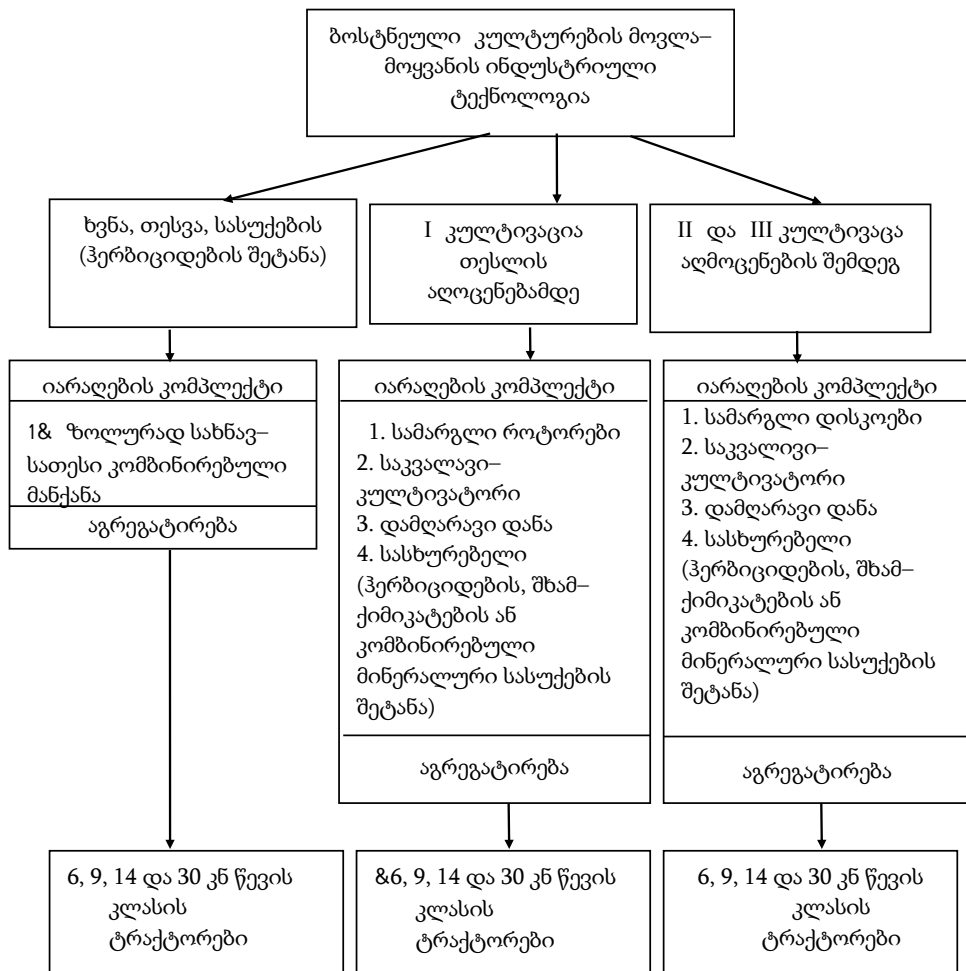 ბოსტნეული კულტურების მოვლა–
მოყვანის ინდუსტრიული
ტექნოლოგია
ხვნა, თესვა, სასუქების
(ჰერბიციდების შეტანა)
I კულტივაცია
თესლის
აღოცენებამდე
II და III კულტივაცა
აღმოცენების შემდეგ
იარაღების კომპლექტი
1& ზოლურად სახნავ–
სათესი კომბინირებული
მანქანა
აგრეგატირება
იარაღების კომპლექტი
1. სამარგლი როტორები
2. საკვალავი–
კულტივატორი
3. დამღარავი დანა
4. სასხურებელი
(ჰერბიციდების, შხამ–
ქიმიკატების ან
კომბინირებული
მინერალური სასუქების
შეტანა)
აგრეგატირება
იარაღების კომპლექტი
1. სამარგლი დისკოები
2. საკვალივი–
კულტივატორი
3. დამღარავი დანა
4. სასხურებელი
(ჰერბიციდების, შხამ–
ქიმიკატების ან
კომბინირებული
მინერალური სასუქების
შეტანა)
აგრეგატირება
6, 9, 14 და 30 კნ წევის
კლასის
ტრაქტორები
&6, 9, 14 და 30 კნ წევის
კლასის
ტრაქტორები
6, 9, 14 და 30 კნ წევის
კლასის
ტრაქტორები